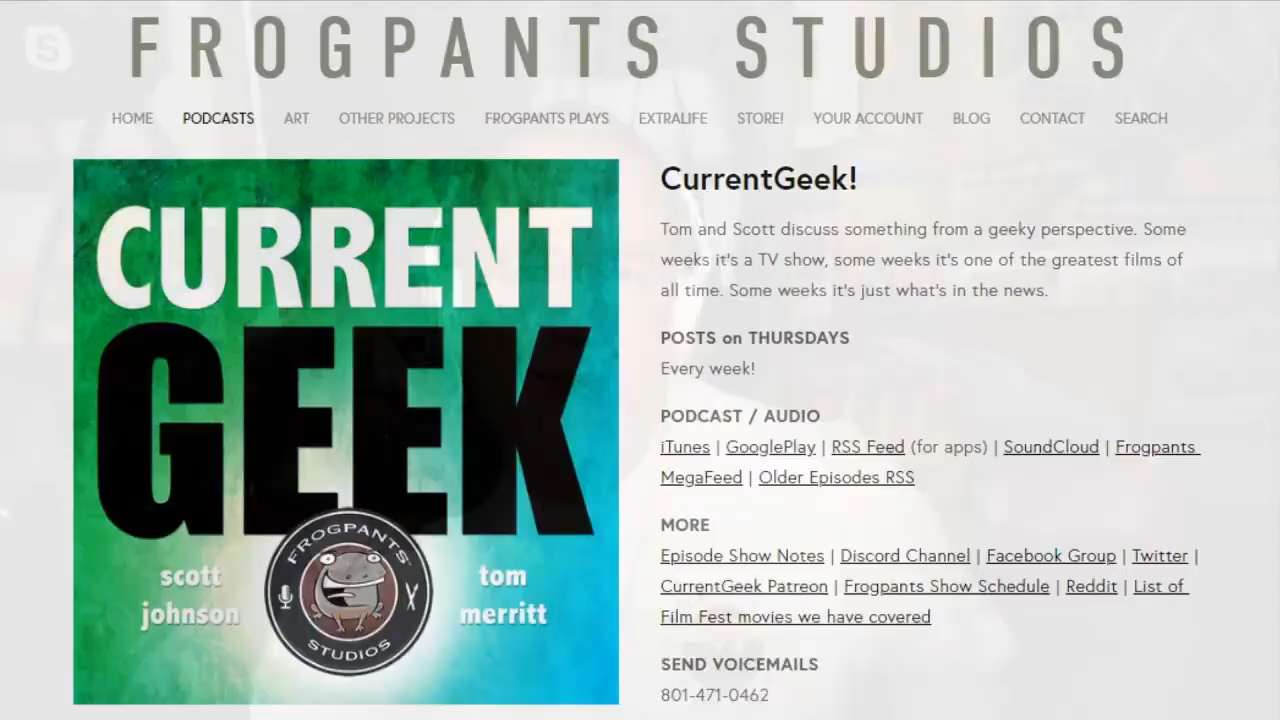 FROGPANTS STUDIOS
HOME PODCASTS ART OTHER PROJECTS FROGPANTS PLAYS EXTRALIFE STORE! YOUR ACCOUNT BLOG CONTACT SEARCH
CURRENT
GEEK
scott
johnson
tom
merritt
FROGPANTS
STUDIOS
CurrentGeek!
Tom and Scott discuss something from a geeky perspective. Some
weeks it's a TV show, some weeks it's one of the greatest films of
all time. Some weeks it's just what's in the news.
POSTS on THURSDAYS
Every week!
PODCAST / AUDIO
iTunes | GooglePlay | RSS Feed (for apps) | SoundCloud | Frogpants
MegaFeed | Older Episodes RSS
MORE
Episode Show Notes | Discord Channel | Facebook Group | Twitter |
CurrentGeek Patreon | Frogpants Show Schedule | Reddit | List of
Film Fest movies we have covered
SEND VOICEMAILS
801-471-0462